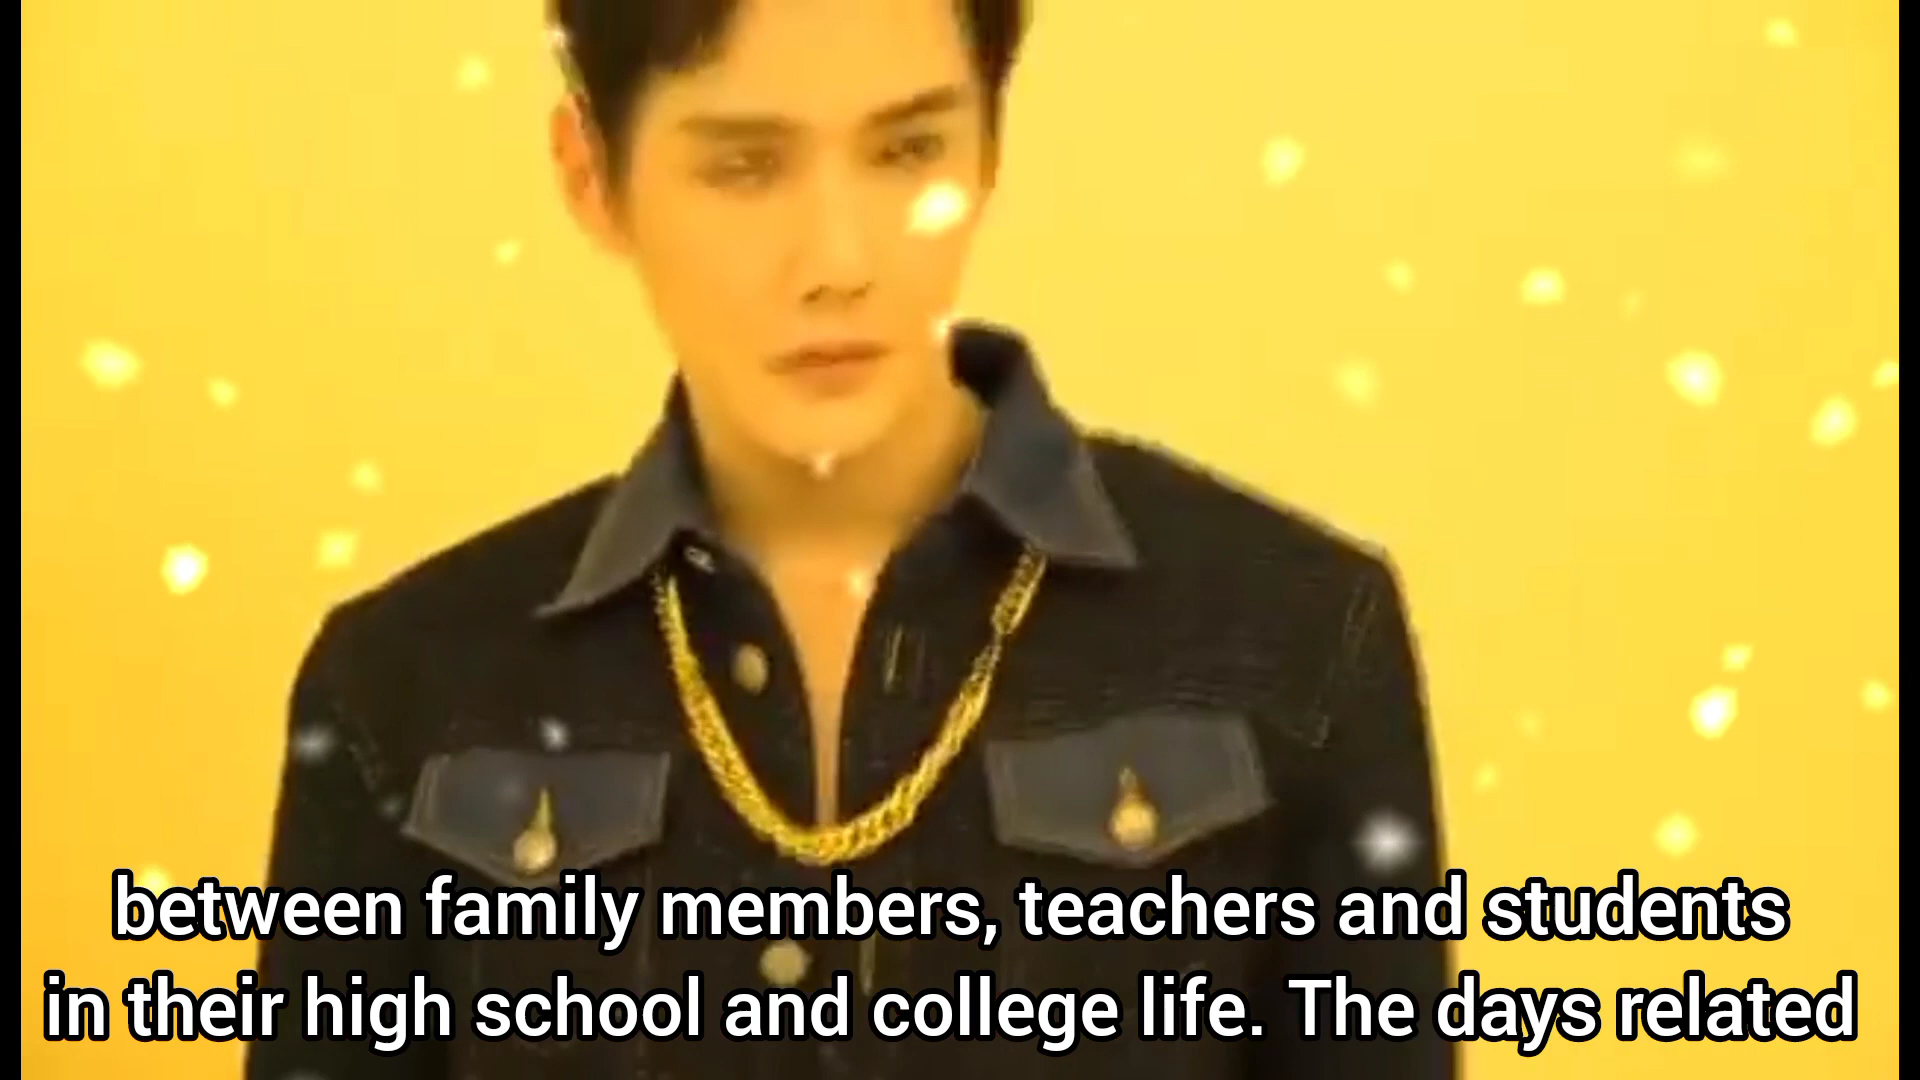 between family members, teachers and students
in their high school and college life. The days related